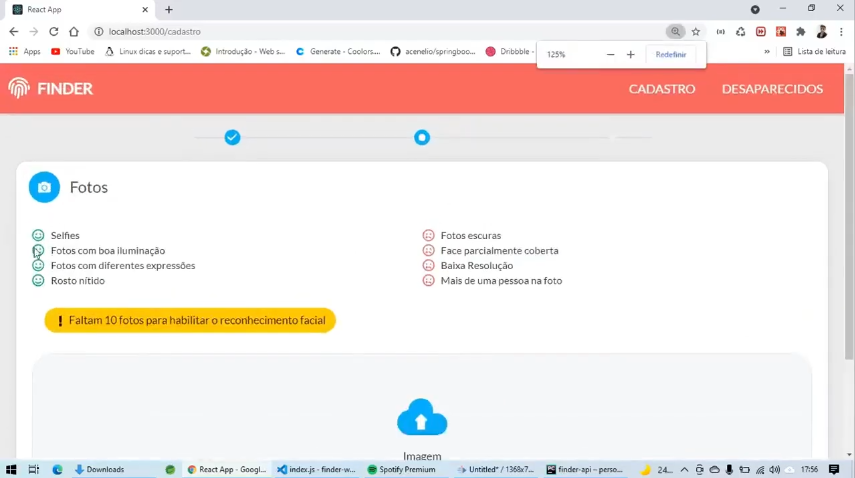 React App
localhost:3000/cadastro
Apps YouTube Linux dicas e suport... Introdução - Web s... Generate - Coolors.... acenelio/springboo... Dribbble - Lista de leitura
125% Redefinir
FINDER CADASTRO DESAPARECIDOS
Fotos
Selfies
Fotos com boa iluminação
Fotos com diferentes expressões
Rosto nítido
Fotos escuras
Face parcialmente coberta
Baixa Resolução
Mais de uma pessoa na foto
! Faltam 10 fotos para habilitar o reconhecimento facial
Imagem
Downloads React App - Googl... index.js - finder-w... Spotify Premium Untitled* / 1368x7... finder-api – perso... 24... 17:56